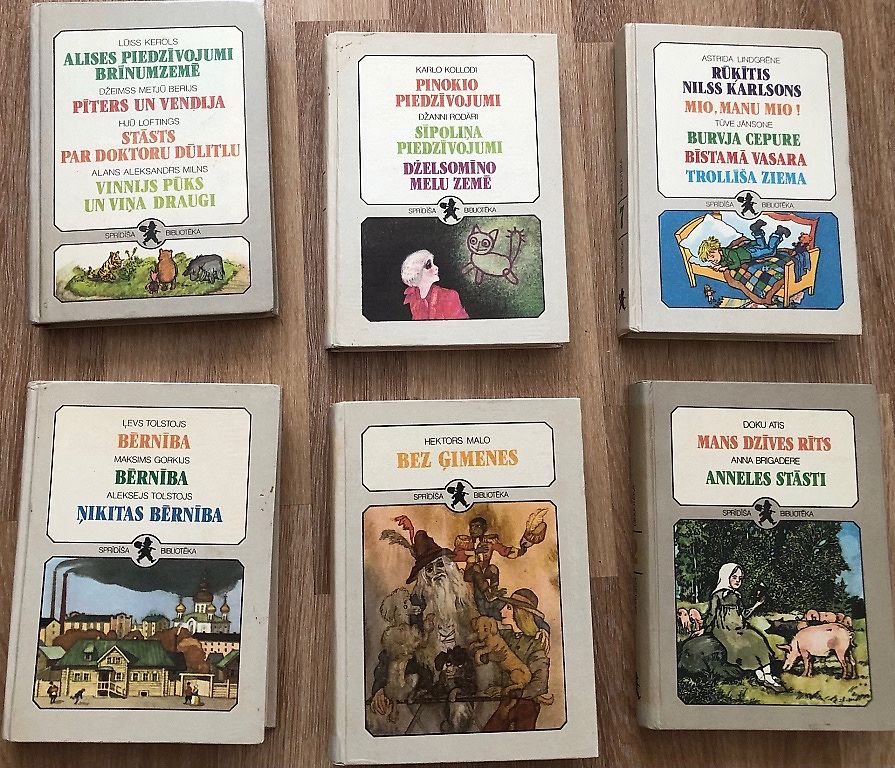 LŪISS KEROLS
ALISES PIEDZĪVOJUMI
BRĪNUMZEMĒ
DŽEIMSS METJŪ BERIJS
PĪTERS UN VENDIJA
HJŪ LOFTINGS
STĀSTS
PAR DOKTORU DŪLITLU
ALANS ALEKSANDRS MILNS
VINNIJS PŪKS
UN VIŅA DRAUGI
SPRĪDĪŠA BIBLIOTĒKA
KARLO KOLLODI
PINOKIO
PIEDZĪVOJUMI
DŽANNI RODĀRI
SĪPOLIŅA
PIEDZĪVOJUMI
DŽELSOMĪNO
MEĻU ZEMĒ
SPRĪDĪŠA BIBLIOTĒKA
ASTRIDA LINDGRĒNE
RŪĶĪTIS
NILSS KARLSONS
MIO, MANU MIO!
TŪVE JĀNSONE
BURVJA CEPURE
BĪSTAMĀ VASARA
TROLLĪŠA ZIEMA
SPRĪDĪŠA BIBLIOTĒKA
7
ĻEVS TOLSTOJS
BĒRNĪBA
MAKSIMS GORKIJS
BĒRNĪBA
ALEKSEJS TOLSTOJS
ŅIKITAS BĒRNĪBA
SPRĪDĪŠA BIBLIOTĒKA
HEKTORS MALO
BEZ ĢIMENES
SPRĪDĪŠA BIBLIOTĒKA
DOKU ATIS
MANS DZĪVES RĪTS
ANNA BRIGADERE
ANNELES STĀSTI
SPRĪDĪŠA BIBLIOTĒKA